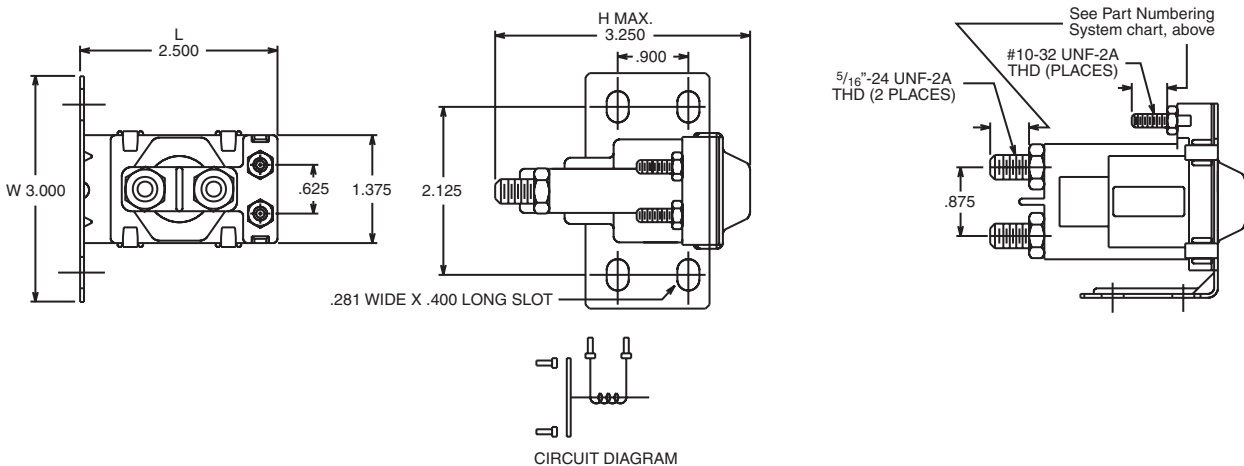 L
2.500
W 3.000
.625
1.375
H MAX.
3.250
.900
2.125
.281 WIDE X .400 LONG SLOT
See Part Numbering
System chart, above
#10-32 UNF-2A
THD (PLACES)
5/16"-24 UNF-2A
THD (2 PLACES)
.875
CIRCUIT DIAGRAM